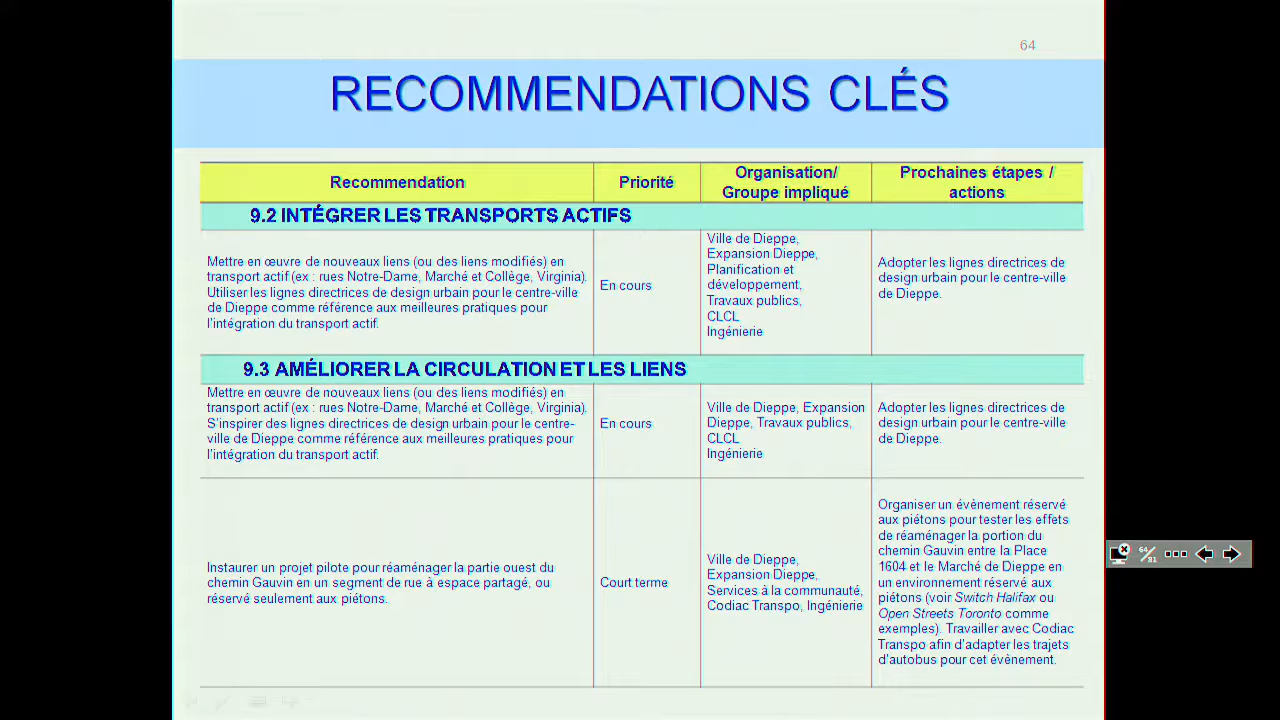 64
RECOMMENDATIONS CLÉS
Recommendation
Priorité
Organisation/
Groupe impliqué
Prochaines étapes /
actions
9.2 INTÉGRER LES TRANSPORTS ACTIFS
Mettre en œuvre de nouveaux liens (ou des liens modifiés) en
transport actif (ex : rues Notre-Dame, Marché et Collège, Virginia).
Utiliser les lignes directrices de design urbain pour le centre-ville
de Dieppe comme référence aux meilleures pratiques pour
l'intégration du transport actif.
En cours
Ville de Dieppe,
Expansion Dieppe,
Planification et
développement,
Travaux publics,
CLCL
Ingénierie
Adopter les lignes directrices de
design urbain pour le centre-ville
de Dieppe.
9.3 AMÉLIORER LA CIRCULATION ET LES LIENS
Mettre en œuvre de nouveaux liens (ou des liens modifiés) en
transport actif (ex : rues Notre-Dame, Marché et Collège, Virginia).
S'inspirer des lignes directrices de design urbain pour le centre-
ville de Dieppe comme référence aux meilleures pratiques pour
l'intégration du transport actif.
En cours
Ville de Dieppe, Expansion
Dieppe, Travaux publics,
CLCL
Ingénierie
Adopter les lignes directrices de
design urbain pour le centre-ville
de Dieppe.
Instaurer un projet pilote pour réaménager la partie ouest du
chemin Gauvin en un segment de rue à espace partagé, ou
réservé seulement aux piétons.
Court terme
Ville de Dieppe,
Expansion Dieppe,
Services à la communauté,
Codiac Transpo, Ingénierie
Organiser un évènement réservé
aux piétons pour tester les effets
de réaménager la portion du
chemin Gauvin entre la Place
1604 et le Marché de Dieppe en
un environnement réservé aux
piétons (voir Switch Halifax ou
Open Streets Toronto comme
exemples). Travailler avec Codiac
Transpo afin d'adapter les trajets
d'autobus pour cet évènement.
64/81